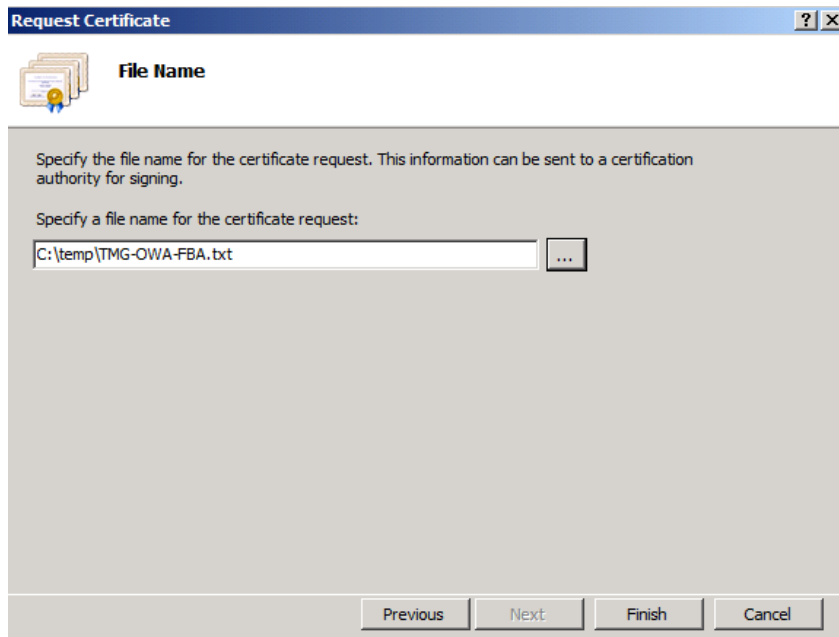 Request Certificate
File Name
Specify the file name for the certificate request. This information can be sent to a certification
authority for signing.
Specify a file name for the certificate request:
C:\temp\TMG-OWA-FBA.txt
...
Previous Next Finish Cancel